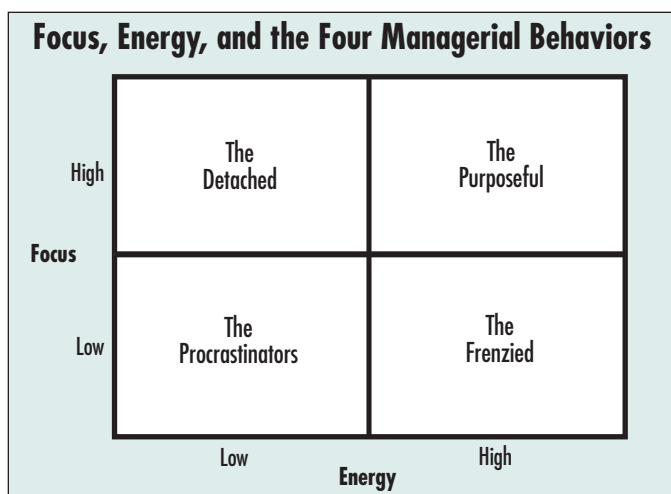 Focus, Energy, and the Four Managerial Behaviors
High
The
Detached
The
Purposeful
Focus
Low
The
Procrastinators
The
Frenzied
Low
High
Energy